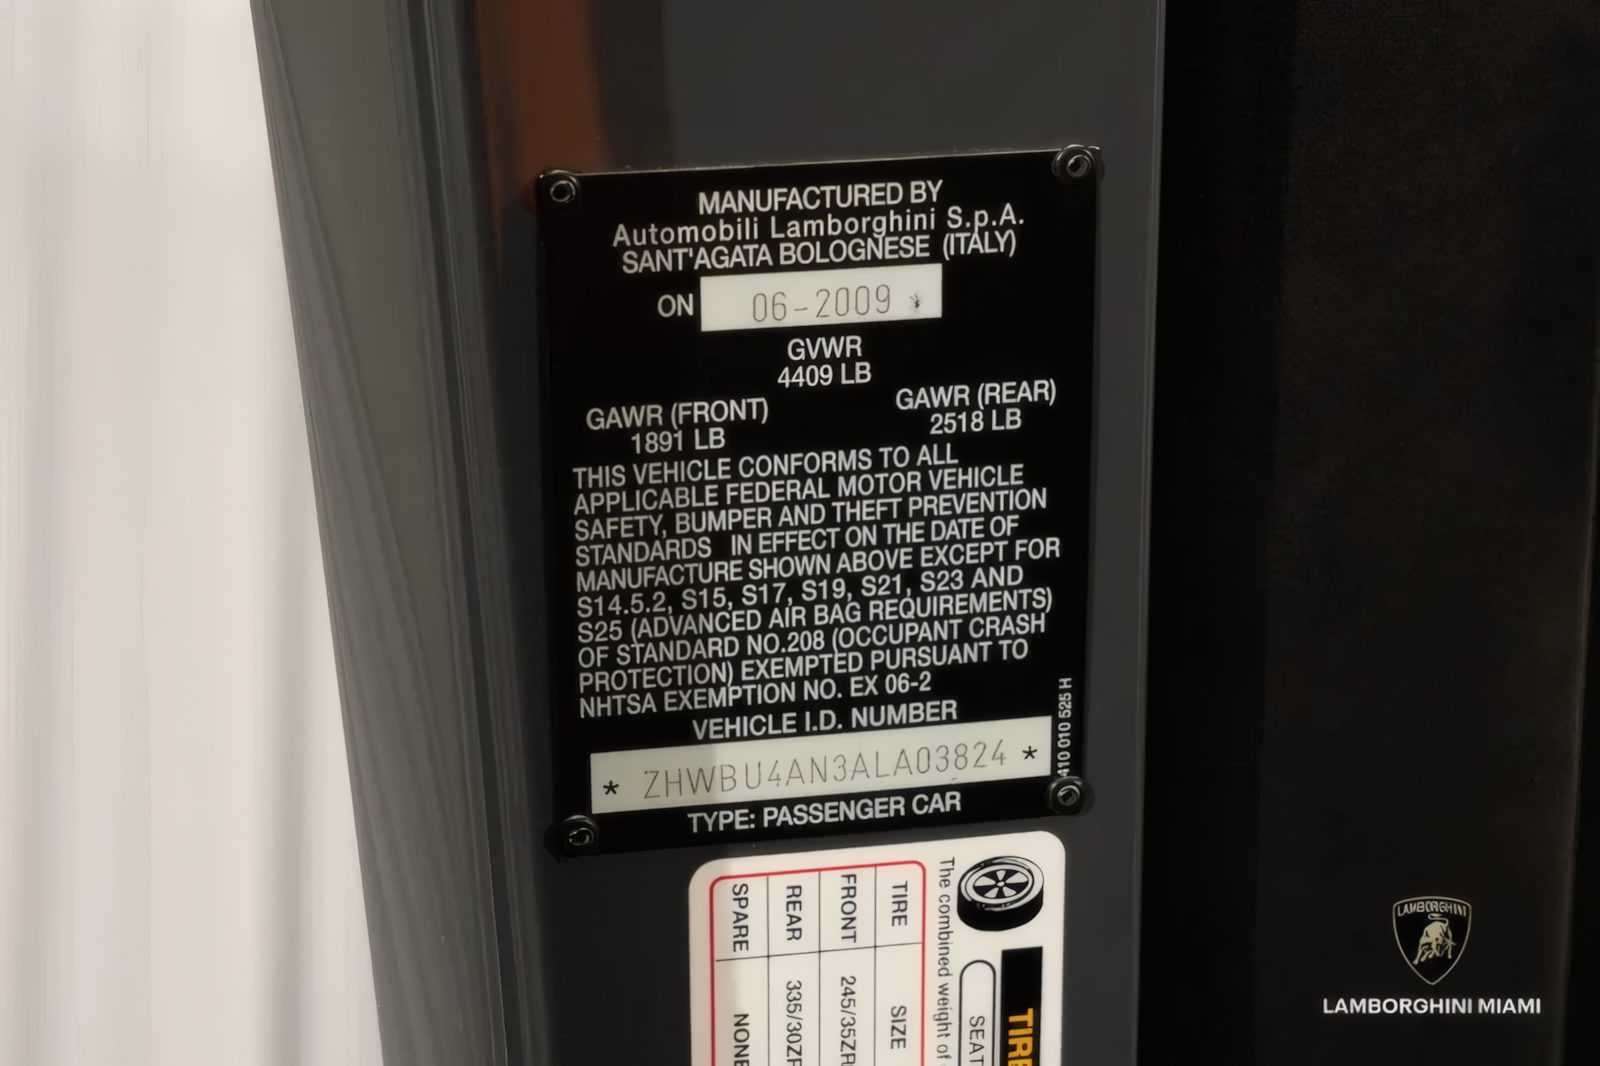 MANUFACTURED BY
Automobili Lamborghini S.p.A.
SANT'AGATA BOLOGNESE (ITALY)
ON 06-2009 *
GVWR
4409 LB
GAWR (FRONT) GAWR (REAR)
1891 LB 2518 LB
THIS VEHICLE CONFORMS TO ALL
APPLICABLE FEDERAL MOTOR VEHICLE
SAFETY, BUMPER AND THEFT PREVENTION
STANDARDS IN EFFECT ON THE DATE OF
MANUFACTURE SHOWN ABOVE EXCEPT FOR
S14.5.2, S15, S17, S19, S21, S23 AND
S25 (ADVANCED AIR BAG REQUIREMENTS)
OF STANDARD NO.208 (OCCUPANT CRASH
PROTECTION) EXEMPTED PURSUANT TO
NHTSA EXEMPTION NO. EX 06-2
VEHICLE I.D. NUMBER
* ZHWBU4AN3ALA03824 *
TYPE: PASSENGER CAR
410 010 525 H
TIRE
SEAT
The combined weight of
TIRE SIZE
FRONT 245/35ZR
REAR 335/30ZR
SPARE NONE
LAMBORGHINI
LAMBORGHINI MIAMI